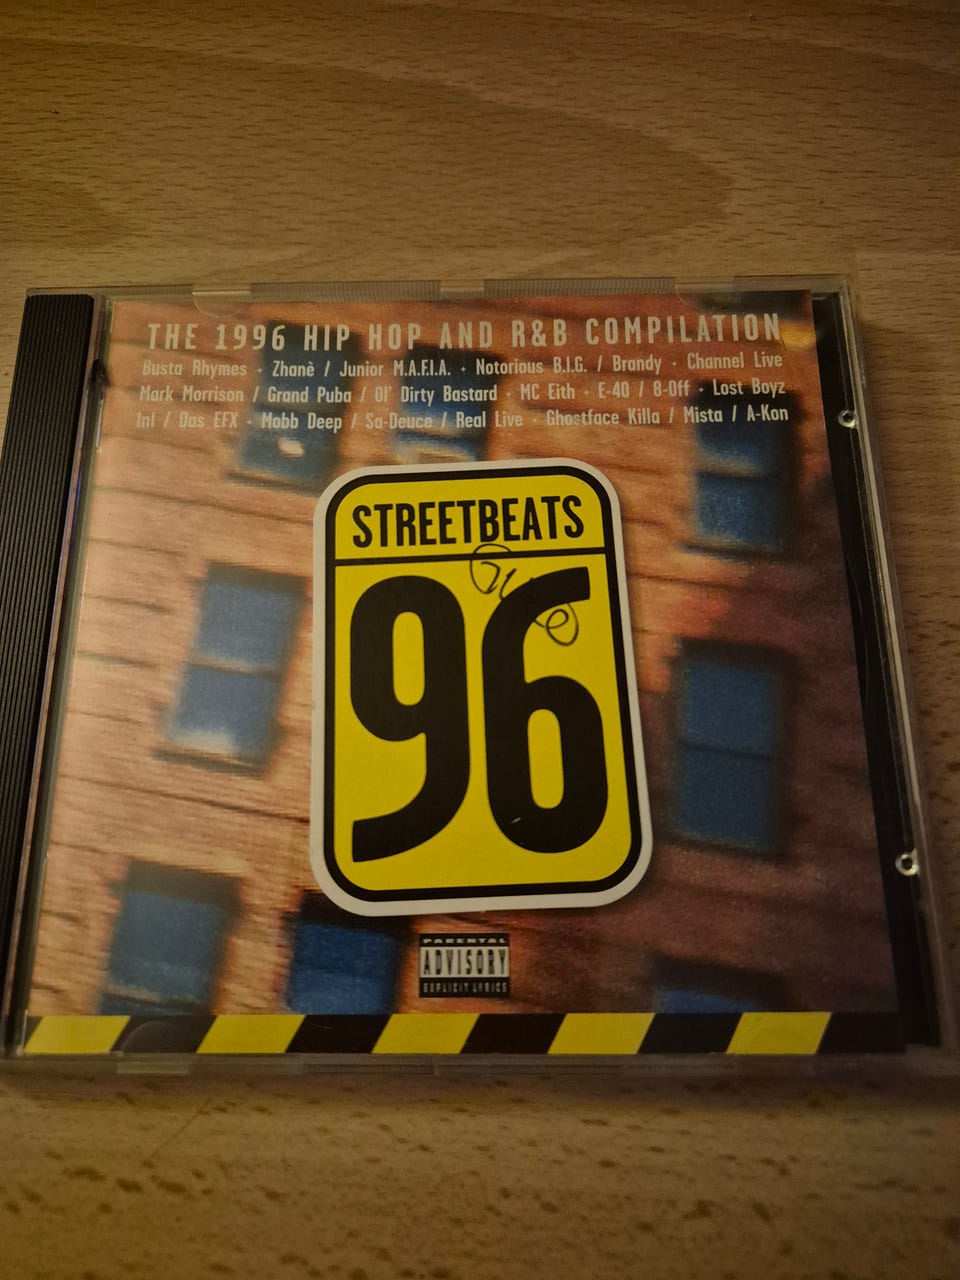 THE 1996 HIP HOP AND R&B COMPILATION
Busta Rhymes · Zhanè / Junior M.A.F.I.A. · Notorious B.I.G. / Brandy · Channel Live
Mark Morrison / Grand Puba / Ol' Dirty Bastard · MC Eith · E-40 / 8-Off · Lost Boyz
InI / Das EFX · Mobb Deep / Sa-Deuce / Real Live · Ghostface Killa / Mista / A-Kon
STREETBEATS
96
PARENTAL
ADVISORY
EXPLICIT LYRICS